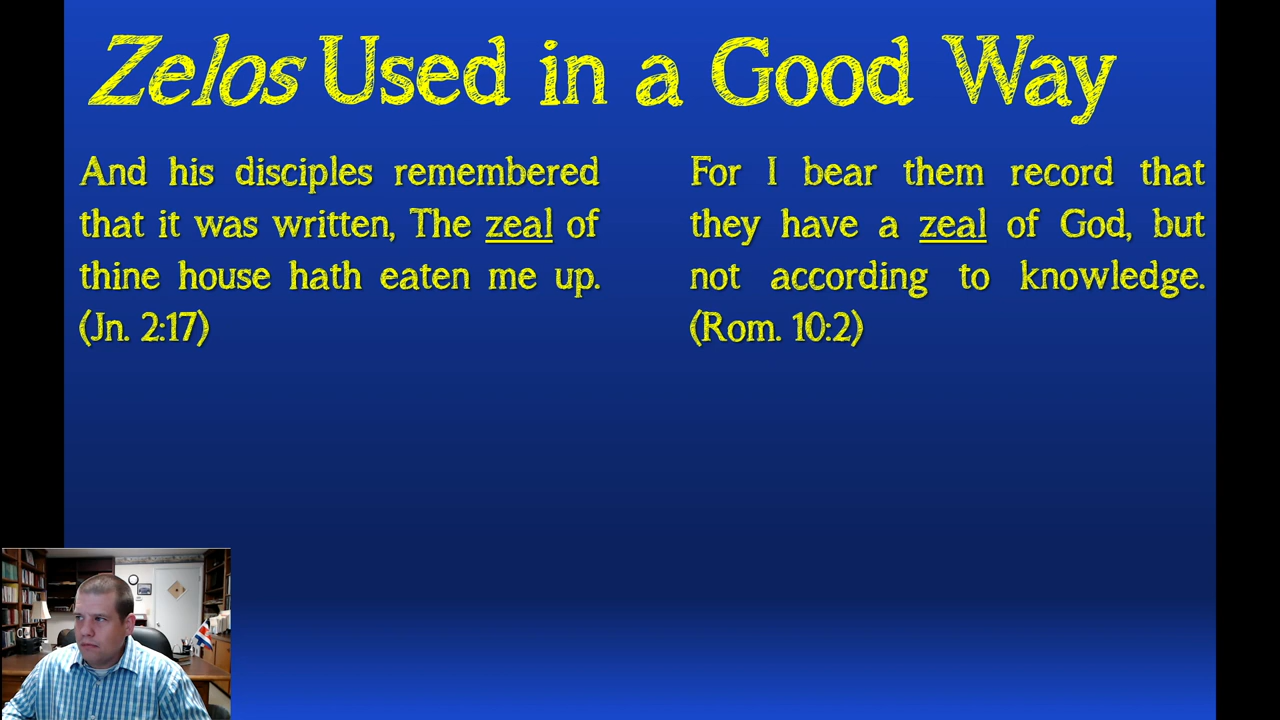 Zelos Used in a Good Way
And his disciples remembered
that it was written, The zeal of
thine house hath eaten me up.
(Jn. 2:17)
For I bear them record that
they have a zeal of God, but
not according to knowledge.
(Rom. 10:2)